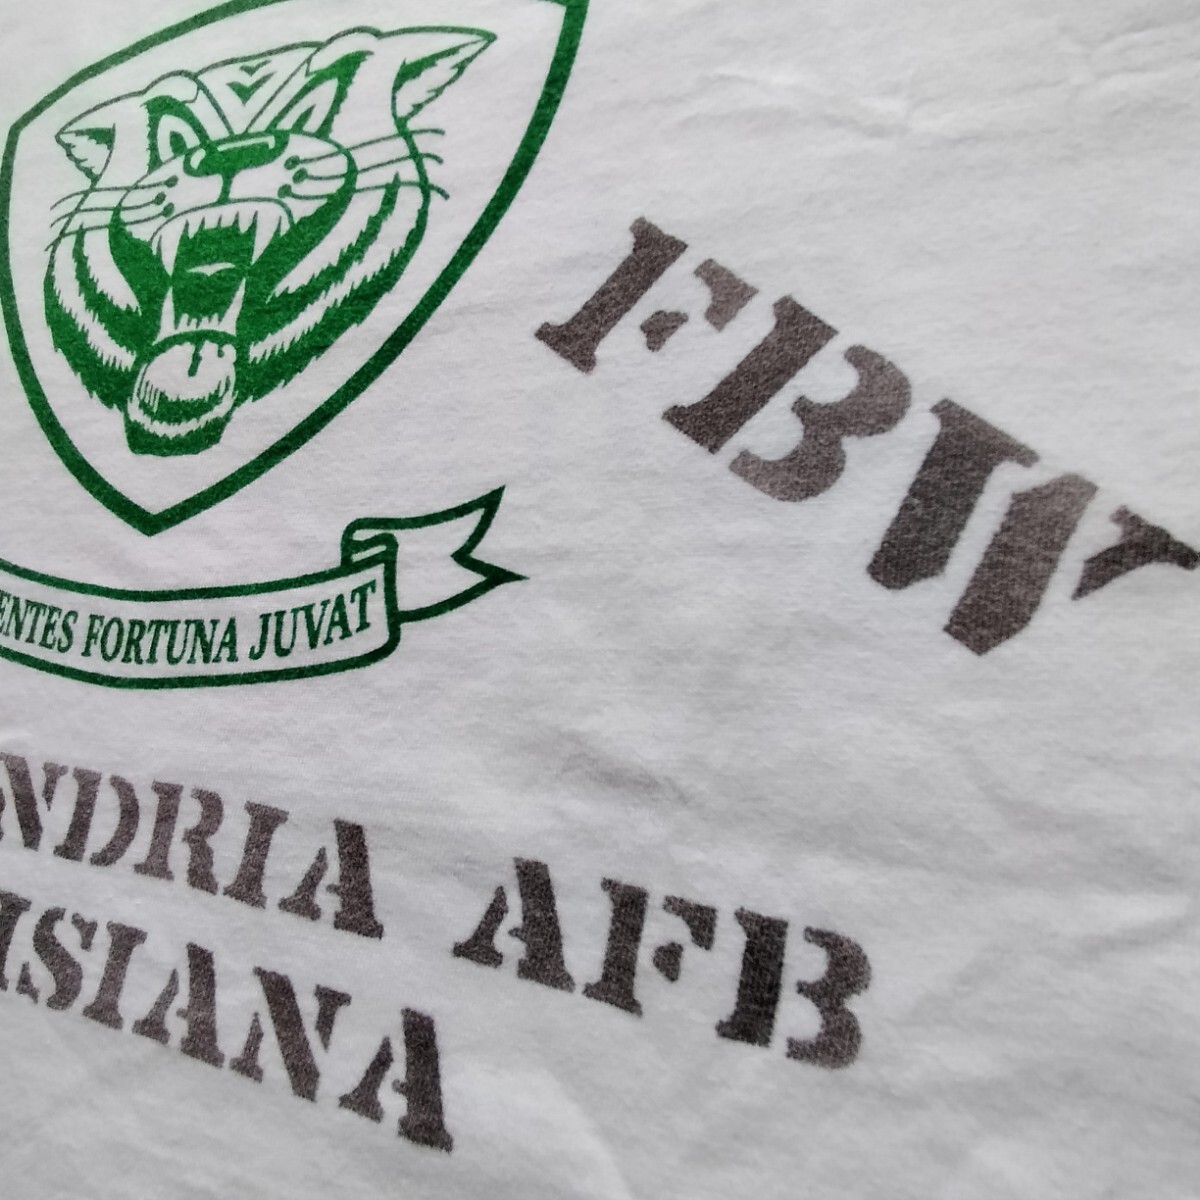 FBW
ENTES FORTUNA JUVAT
NDRIA AFB
ISIANA